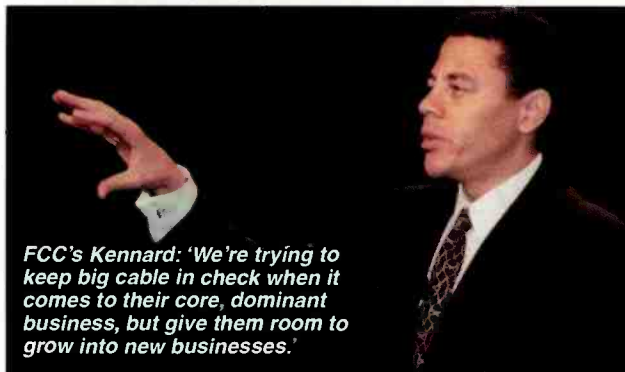 FCC's Kennard: 'We're trying to
keep big cable in check when it
comes to their core, dominant
business, but give them room to
grow into new businesses.'